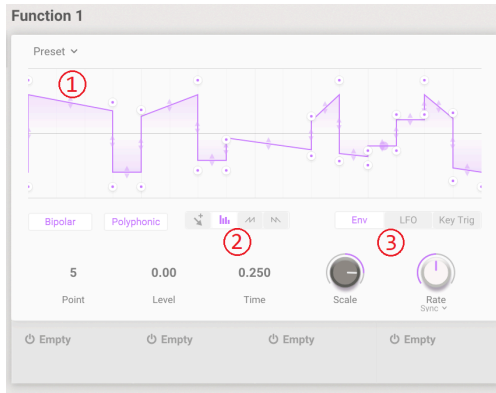 Function 1
Preset
1
Bipolar
Polyphonic
2
Env
LFO
Key Trig
3
5
0.00
0.250
Point
Level
Time
Scale
Rate
Sync
Empty
Empty
Empty
Empty